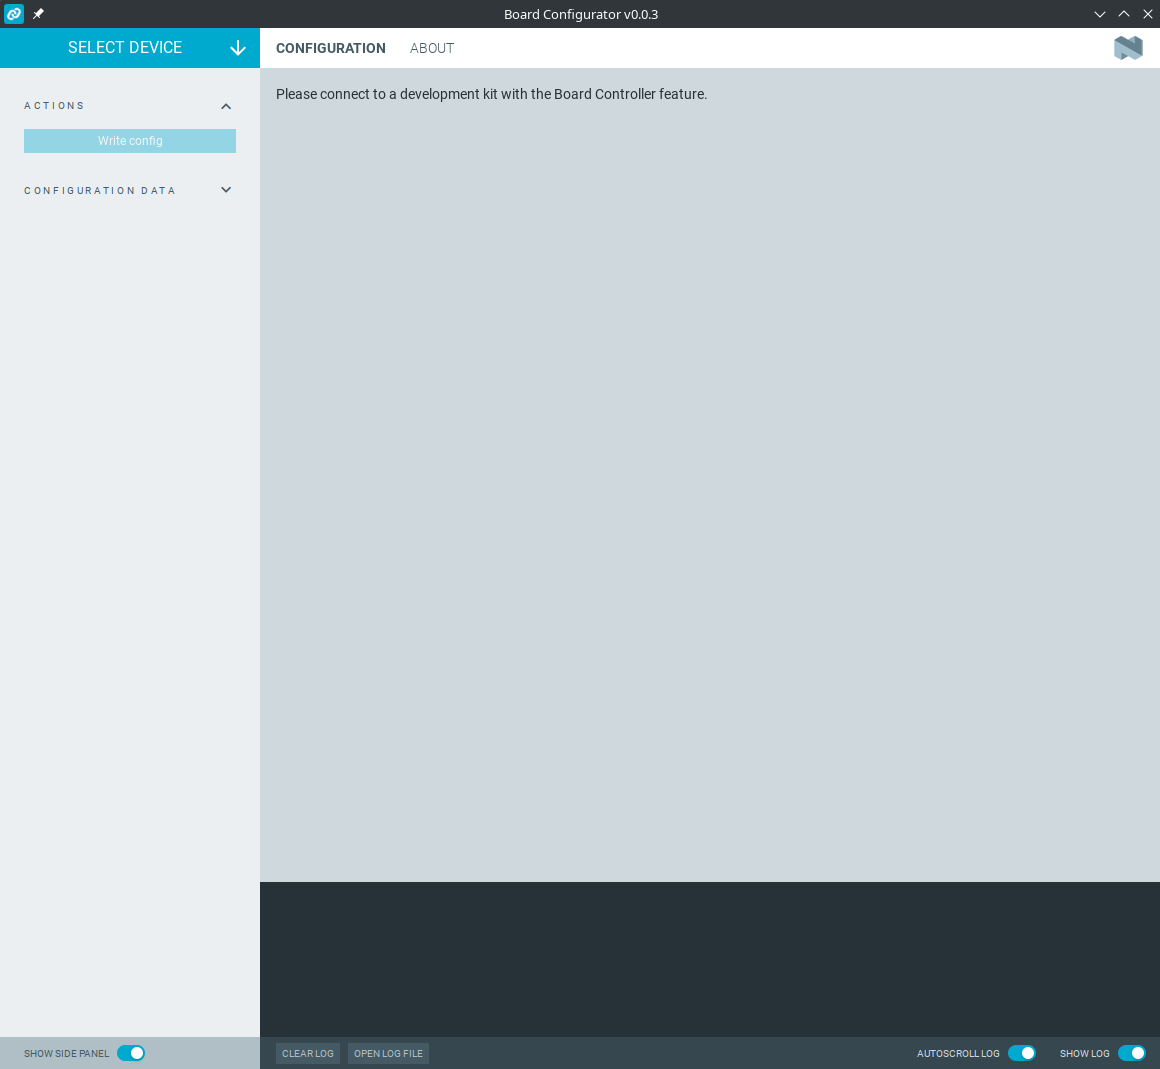 Board Configurator v0.0.3
SELECT DEVICE
CONFIGURATION
ABOUT
ACTIONS
Write config
CONFIGURATION DATA
Please connect to a development kit with the Board Controller feature.
SHOW SIDE PANEL
CLEAR LOG
OPEN LOG FILE
AUTOSCROLL LOG
SHOW LOG